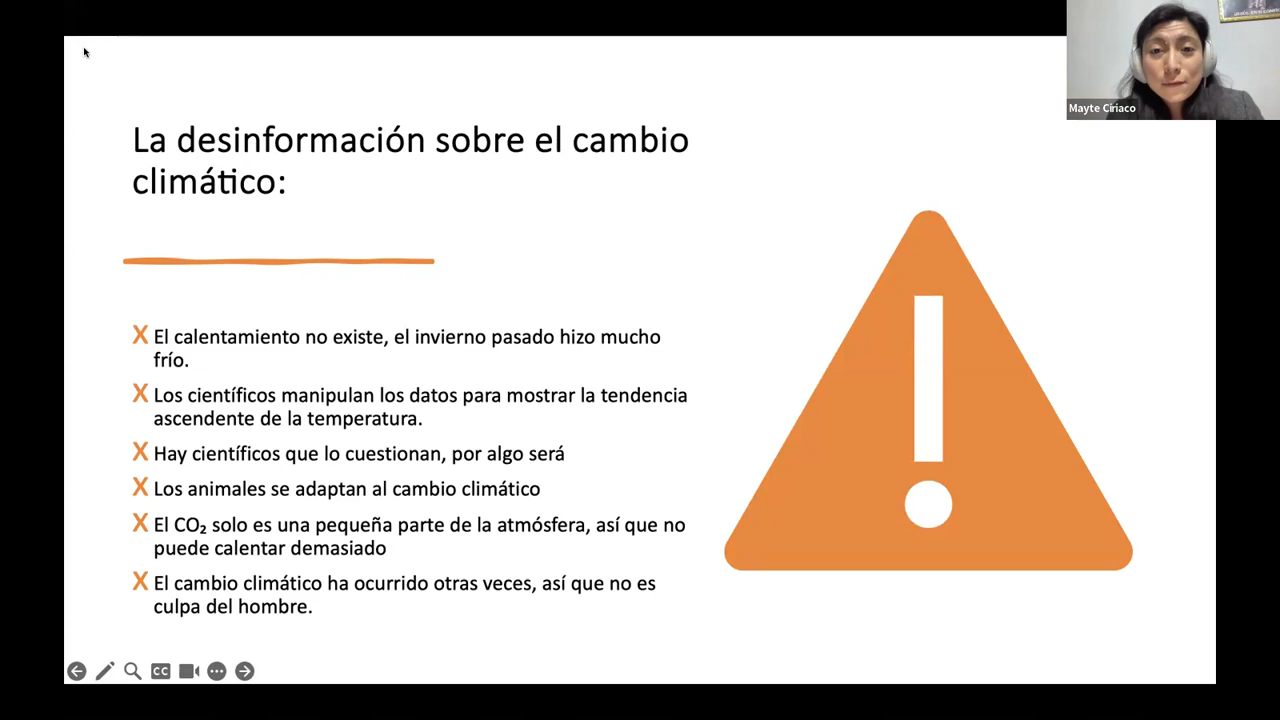 Mayte Ciriaco
La desinformación sobre el cambio
climático:
X El calentamiento no existe, el invierno pasado hizo mucho
frío.
X Los científicos manipulan los datos para mostrar la tendencia
ascendente de la temperatura.
X Hay científicos que lo cuestionan, por algo será
X Los animales se adaptan al cambio climático
X El CO₂ solo es una pequeña parte de la atmósfera, así que no
puede calentar demasiado
X El cambio climático ha ocurrido otras veces, así que no es
culpa del hombre.
CC